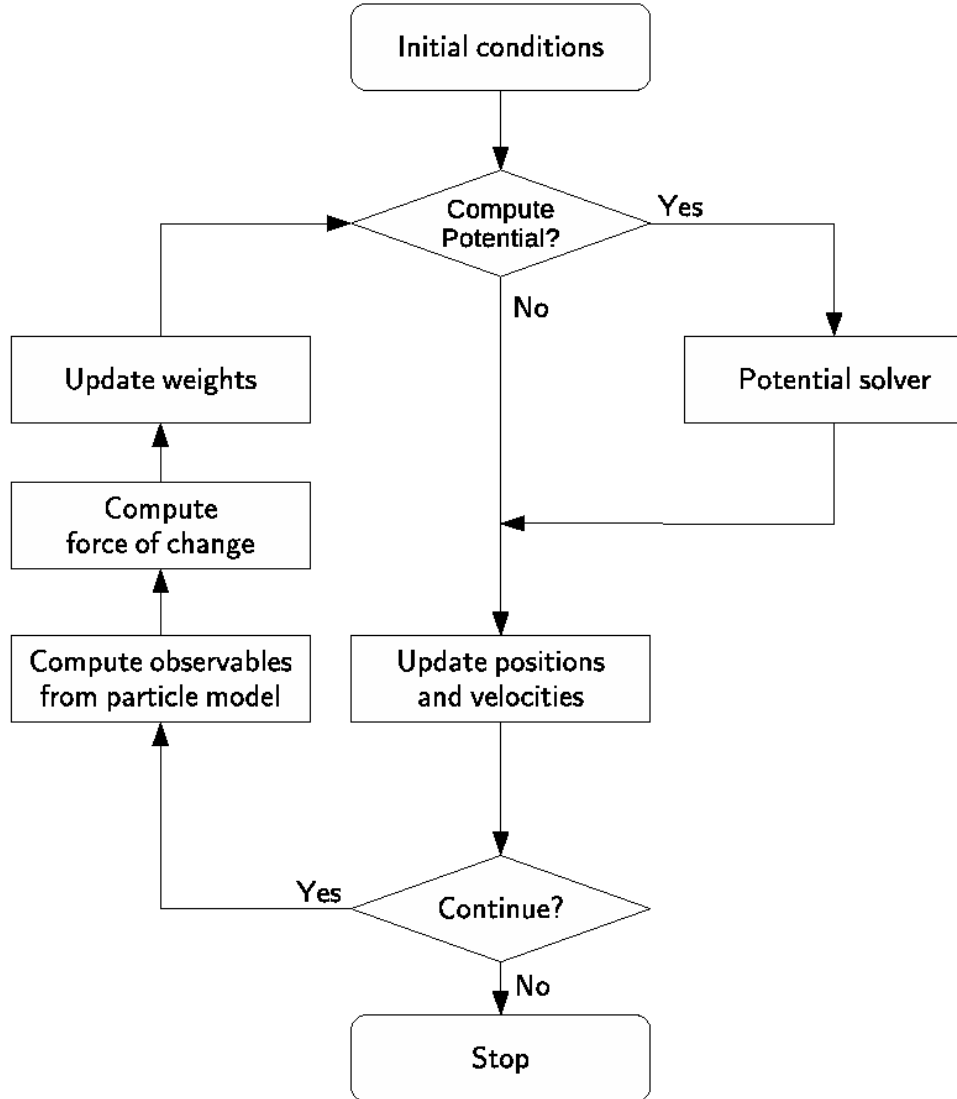 Initial conditions
Compute
Potential?
Yes
No
Update weights
Potential solver
Compute
force of change
Compute observables
from particle model
Update positions
and velocities
Yes
Continue?
No
Stop